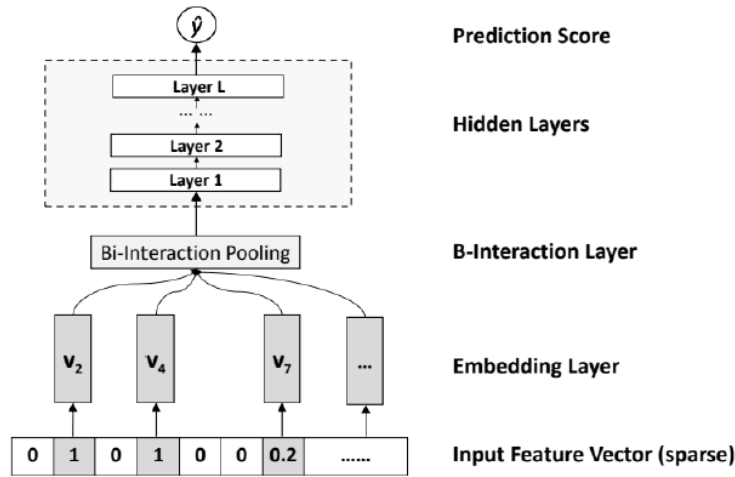 ŷ Prediction Score
Layer L
... ...
Layer 2
Layer 1
Hidden Layers
Bi-Interaction Pooling B-Interaction Layer
v2 v4 v7 ... Embedding Layer
0 1 0 1 0 0 0.2 ...... Input Feature Vector (sparse)